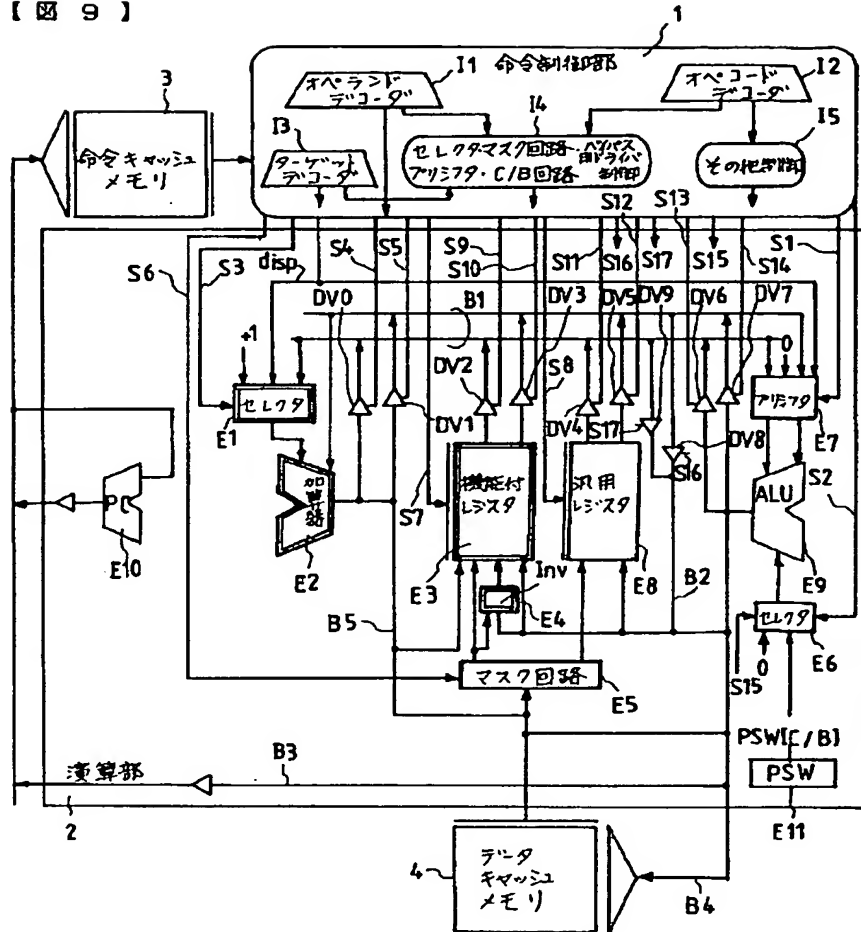 【図 9】
1
命令制御部
I1
オペランド
デコーダ
I2
オペコード
デコーダ
3
命令キャッシュ
メモリ
I3
ターゲット
デコーダ
I4
セレクタマスク回路・バイパス
用ドライバ
制御
プリシフタ・C/B回路
I5
その他制御
S6
S3
disp
S4
S5
S9
S10
S11
S12
S16
S17
S13
S15
S14
S1
DV0
B1
DV3
DV5
DV9
DV6
DV7
+1
DV2
S8
0
セレクタ
E1
DV1
DV4
S17
DV8
S16
プリシフタ
E7
PC
E10
加算器
E2
S7
機能付
レジスタ
E3
汎用
レジスタ
E8
S2
ALU
E9
Inv
E4
B5
B2
マスク回路
E5
セレクタ
E6
S15
0
PSW[C/B]
PSW
E11
演算部
2
B3
4
データ
キャッシュ
メモリ
B4